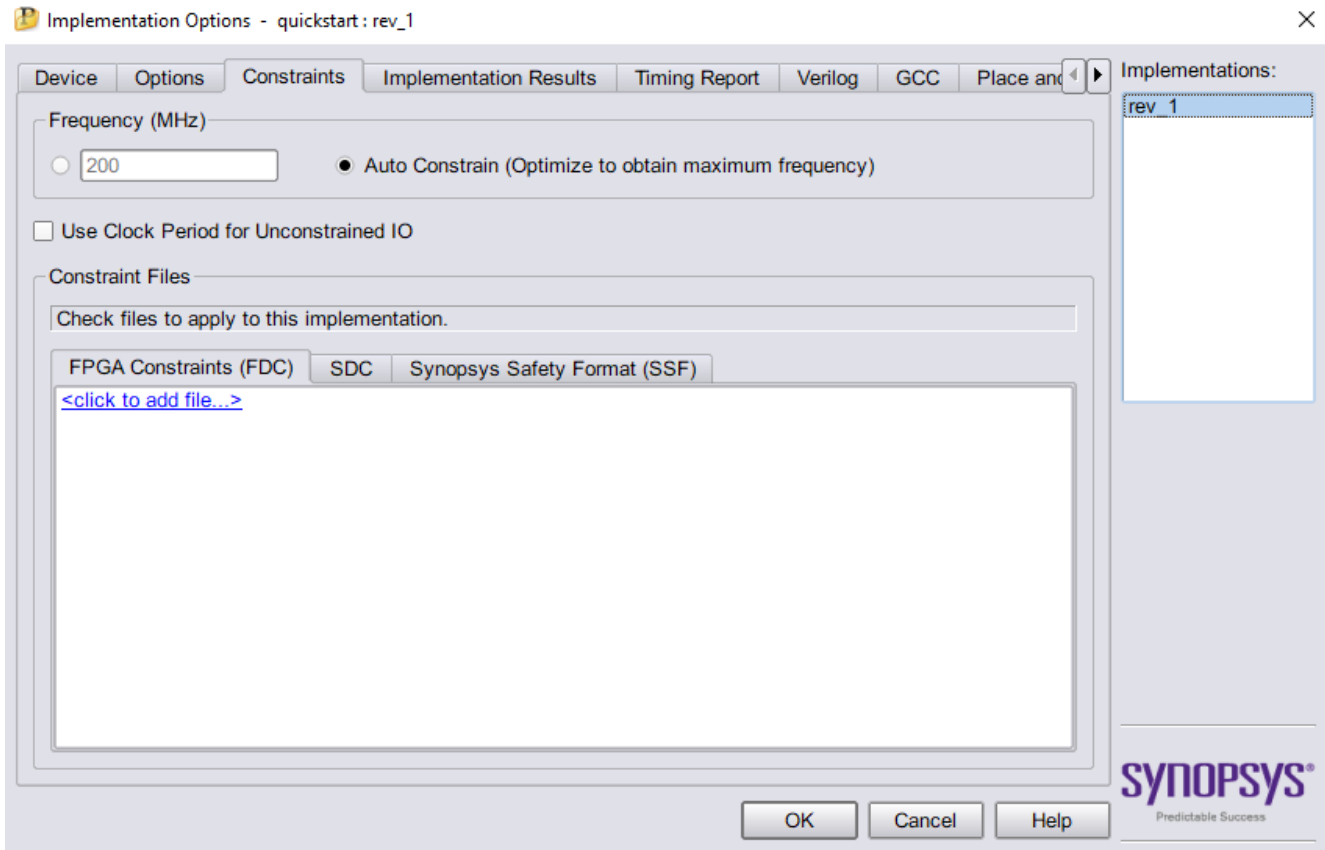 Implementation Options - quickstart : rev_1
Device Options Constraints Implementation Results Timing Report Verilog GCC Place and
Implementations:
rev_1
Frequency (MHz)
200 Auto Constrain (Optimize to obtain maximum frequency)
Use Clock Period for Unconstrained IO
Constraint Files
Check files to apply to this implementation.
FPGA Constraints (FDC) SDC Synopsys Safety Format (SSF)
<click to add file...>
SYNOPSYS®
Predictable Success
OK Cancel Help